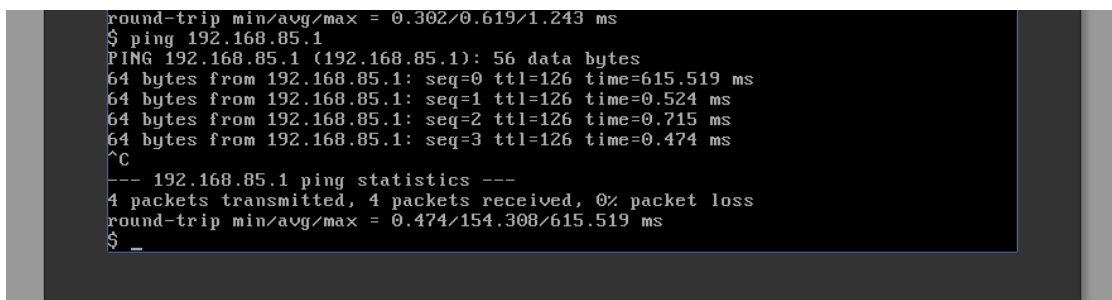 round-trip min/avg/max = 0.302/0.619/1.243 ms
$ ping 192.168.85.1
PING 192.168.85.1 (192.168.85.1): 56 data bytes
64 bytes from 192.168.85.1: seq=0 ttl=126 time=615.519 ms
64 bytes from 192.168.85.1: seq=1 ttl=126 time=0.524 ms
64 bytes from 192.168.85.1: seq=2 ttl=126 time=0.715 ms
64 bytes from 192.168.85.1: seq=3 ttl=126 time=0.474 ms
^C
--- 192.168.85.1 ping statistics ---
4 packets transmitted, 4 packets received, 0% packet loss
round-trip min/avg/max = 0.474/154.308/615.519 ms
$ _